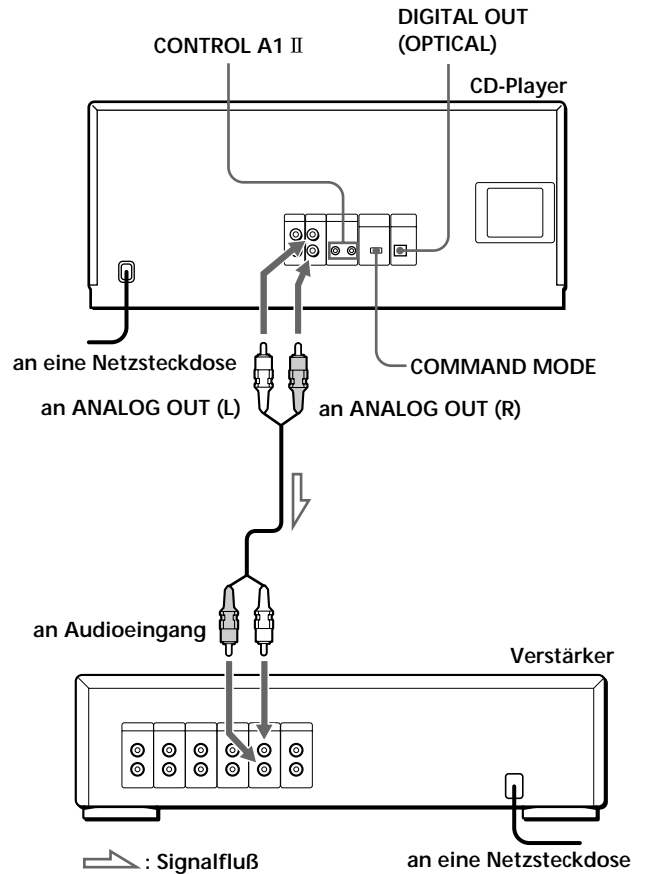 DIGITAL OUT
(OPTICAL)
CONTROL A1 Ⅱ
CD-Player
an eine Netzsteckdose
COMMAND MODE
an ANALOG OUT (L)
an ANALOG OUT (R)
an Audioeingang
Verstärker
: Signalfluß
an eine Netzsteckdose